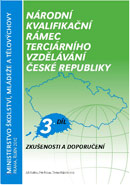 NÁRODNÍ
KVALIFIKAČNÍ
RÁMEC
TERCIÁRNÍHO
VZDĚLÁVÁNÍ
ČESKÉ REPUBLIKY
3 DÍL
ZKUŠENOSTI A DOPORUČENÍ
MINISTERSTVO ŠKOLSTVÍ, MLÁDEŽE A TĚLOVÝCHOVY